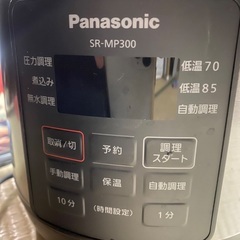 Panasonic
SR-MP300
圧力調理 低温70
煮込み 低温85
無水調理 自動調理
取消/切 予約 調理スタート
手動調理 保温 自動調理
10分 〈時間設定〉 1分